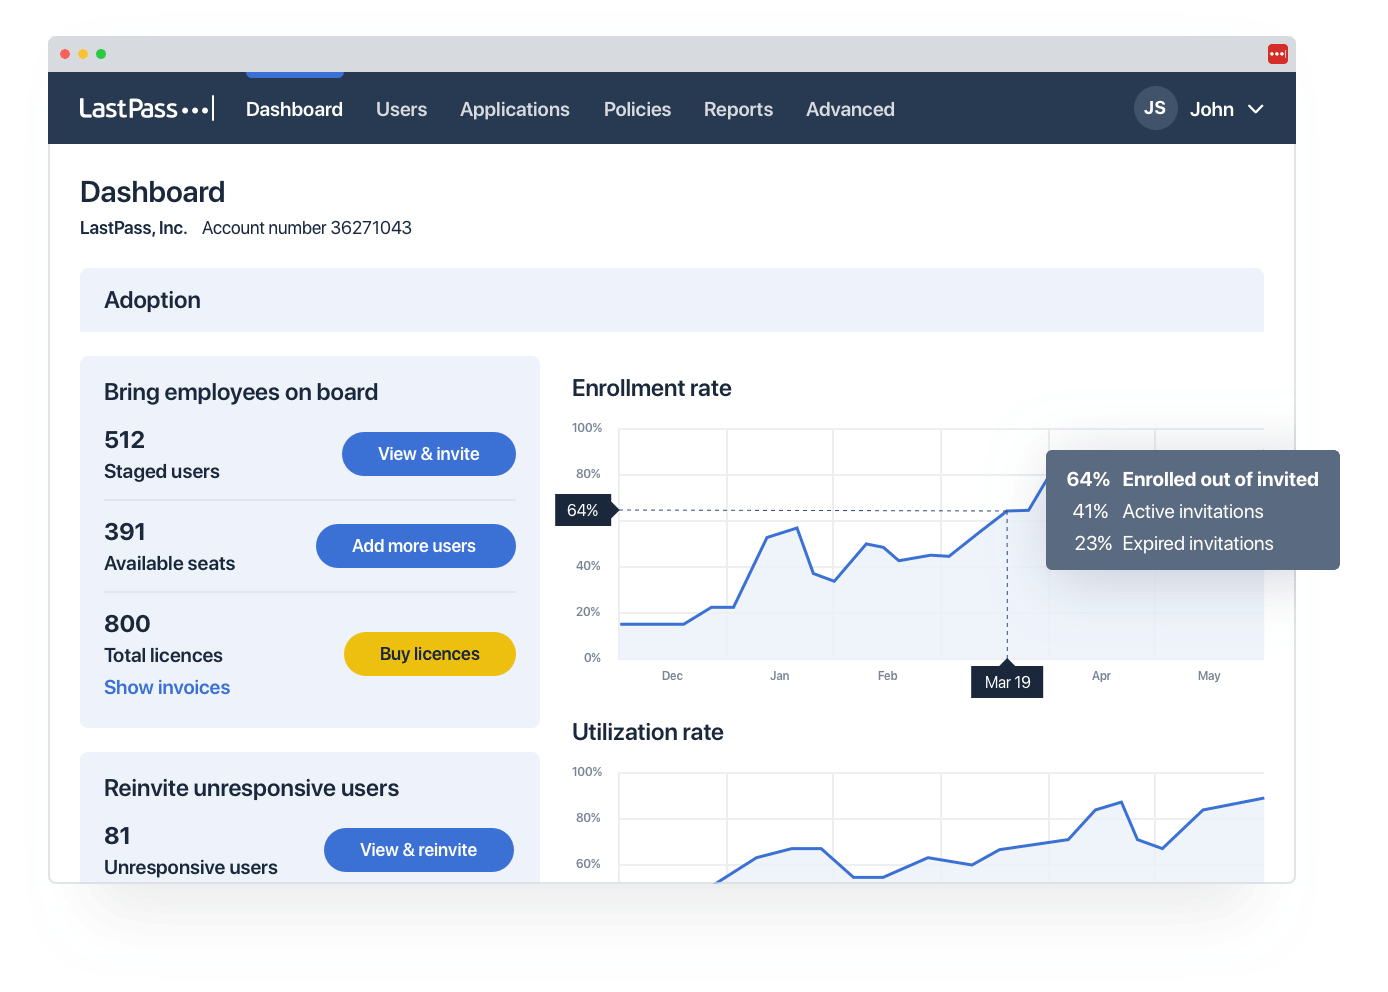 LastPass
Dashboard Users Applications Policies Reports Advanced
JS John
Dashboard
LastPass, Inc. Account number 36271043
Adoption
Bring employees on board
512
Staged users
View & invite
391
Available seats
Add more users
800
Total licences
Show invoices
Buy licences
Reinvite unresponsive users
81
Unresponsive users
View & reinvite
Enrollment rate
100%
80%
64%
40%
20%
0%
Dec Jan Feb Mar 19 Apr May
64% Enrolled out of invited
41% Active invitations
23% Expired invitations
Utilization rate
100%
80%
60%